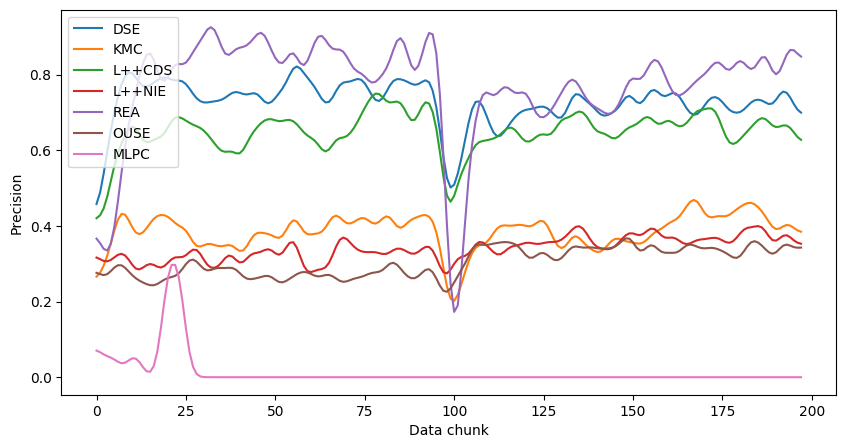 DSE
KMC
L++CDS
L++NIE
REA
OUSE
MLPC
Precision
0.8
0.6
0.4
0.2
0.0
0 25 50 75 100 125 150 175 200
Data chunk